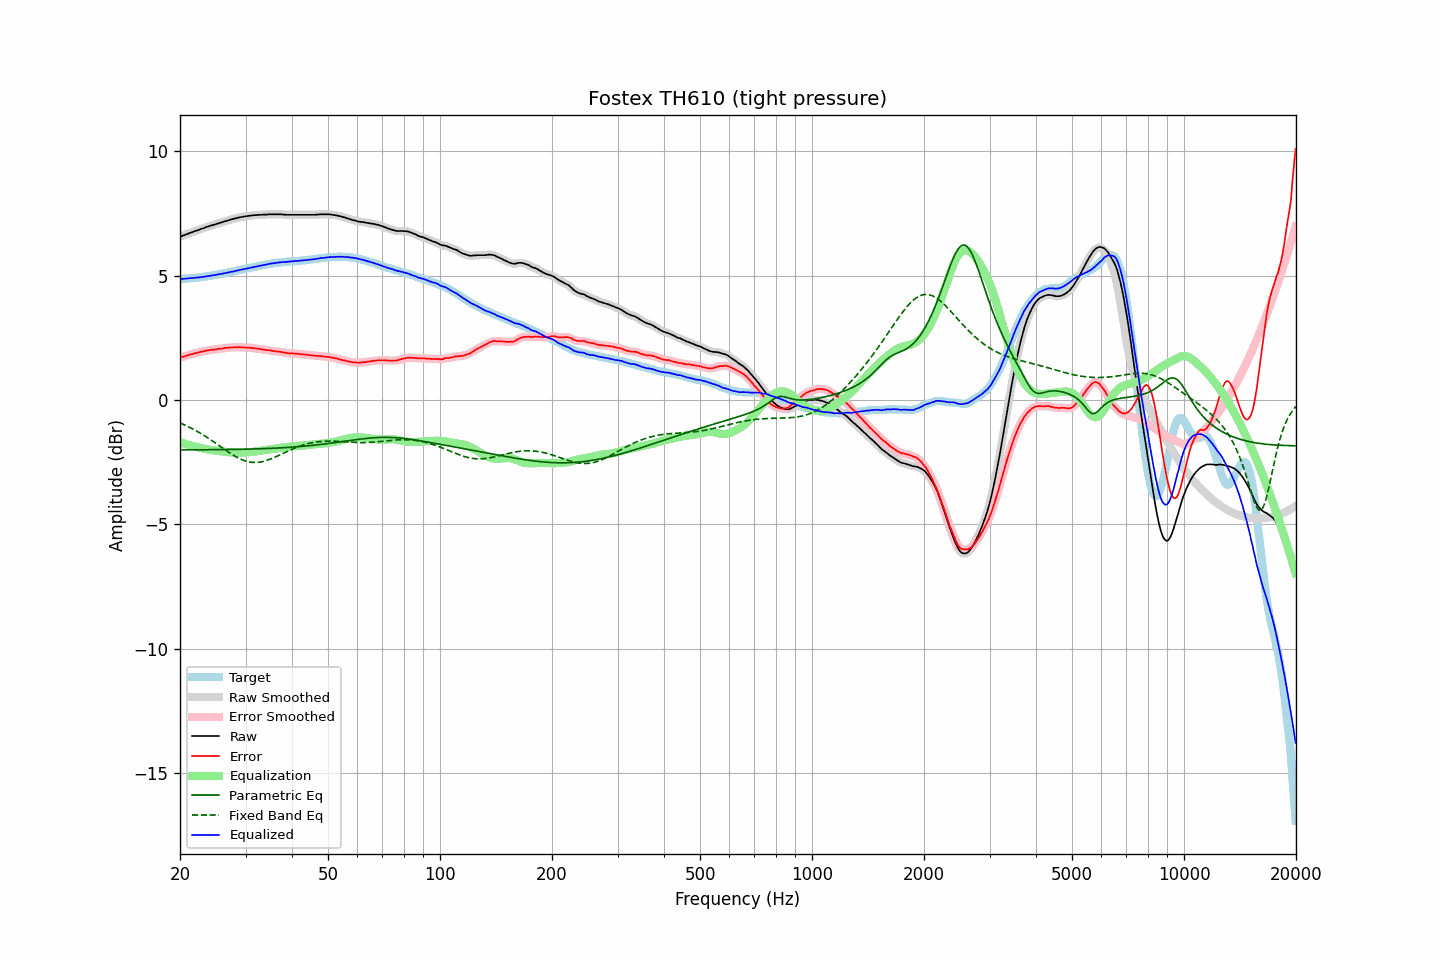 Fostex TH610 (tight pressure)
Amplitude (dBr)
10
5
0
−5
−10
−15
Target
Raw Smoothed
Error Smoothed
Raw
Error
Equalization
Parametric Eq
Fixed Band Eq
Equalized
20 50 100 200 500 1000 2000 5000 10000 20000
Frequency (Hz)